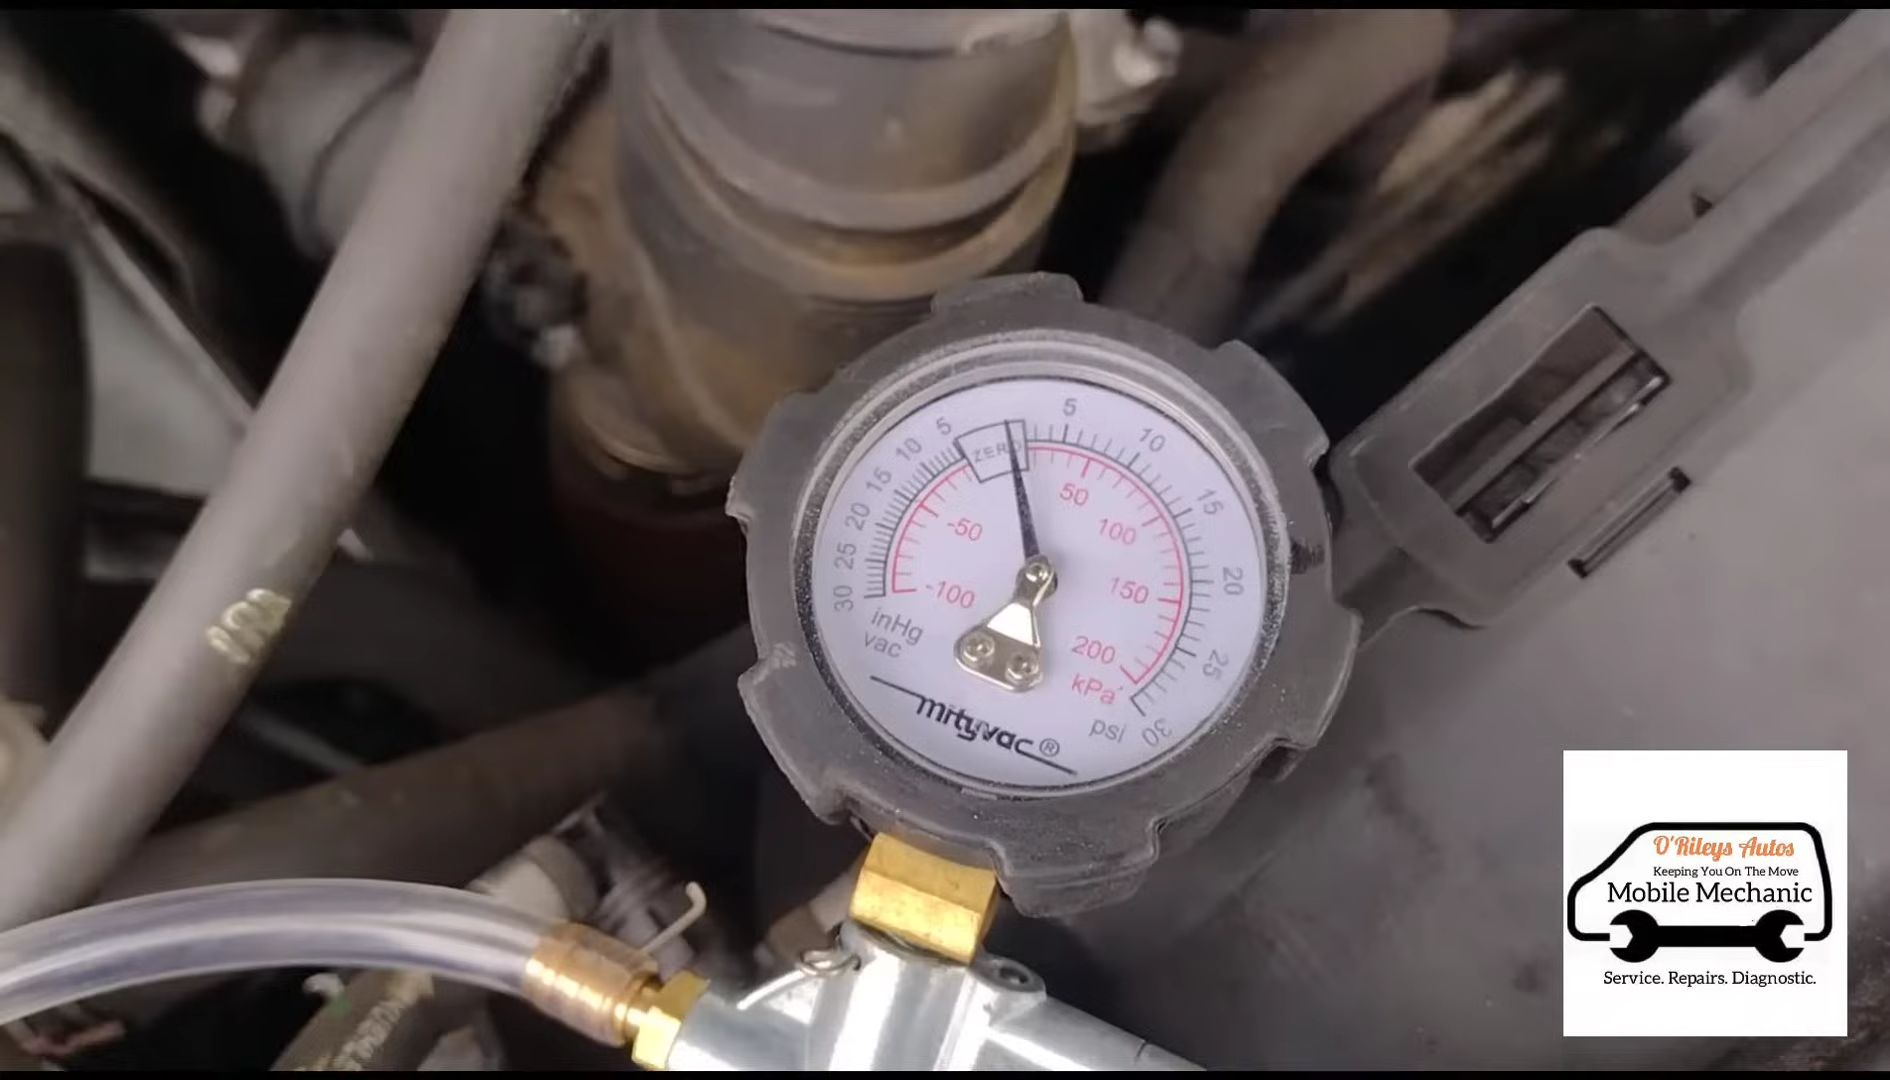 5
10
15
20
25
30
5
10
15
20
25
30
ZERO
-50
-100
50
100
150
200
inHg
vac
kPa
psi
mityvac®
O'Rileys Autos
Keeping You On The Move
Mobile Mechanic
Service. Repairs. Diagnostic.